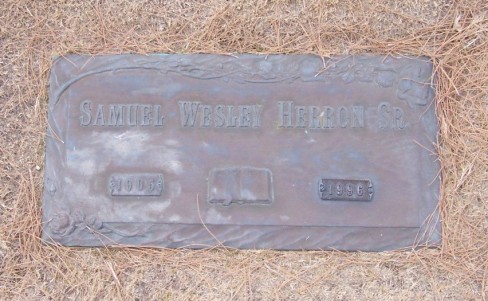 Samuel Wesley Herron Sr.
1996